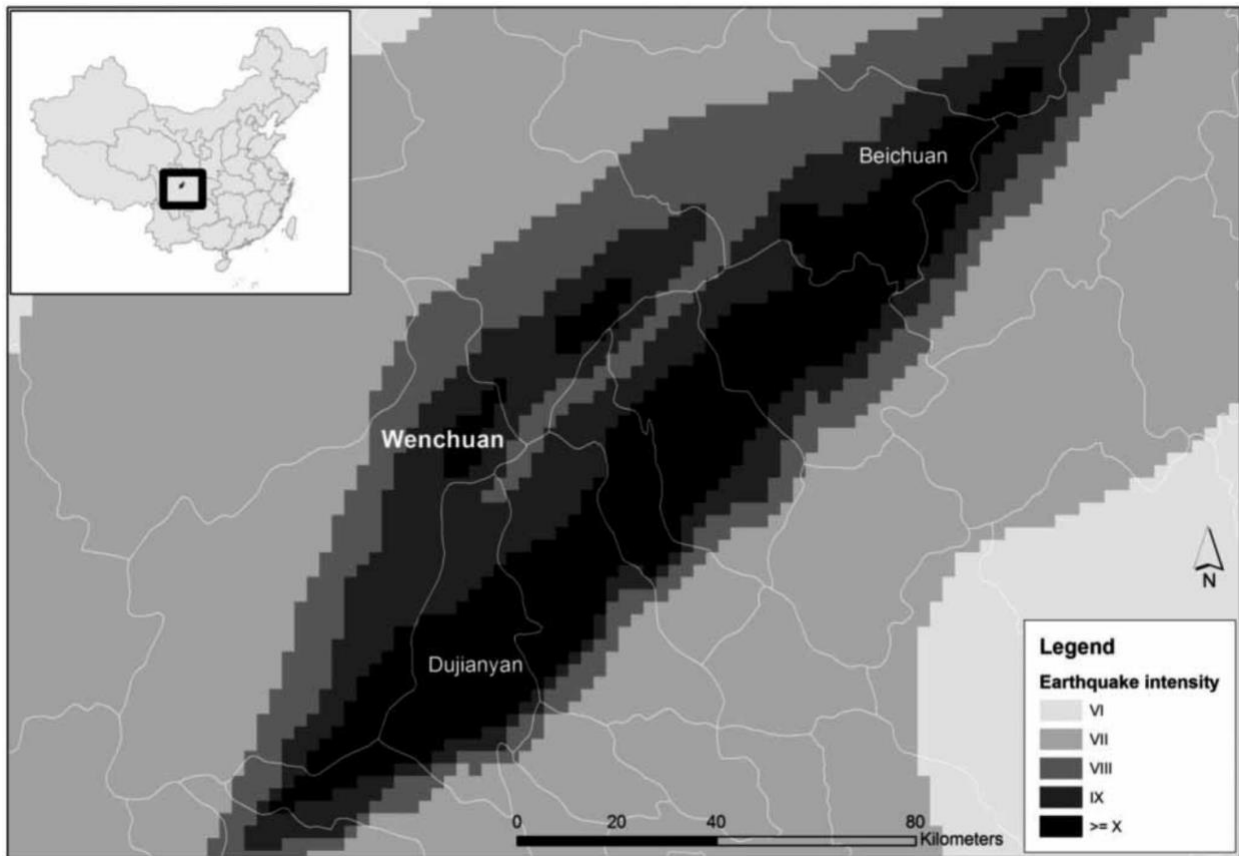 Beichuan
Wenchuan
Dujianyan
N
Legend
Earthquake intensity
VI
VII
VIII
IX
>= X
0 20 40 80
Kilometers